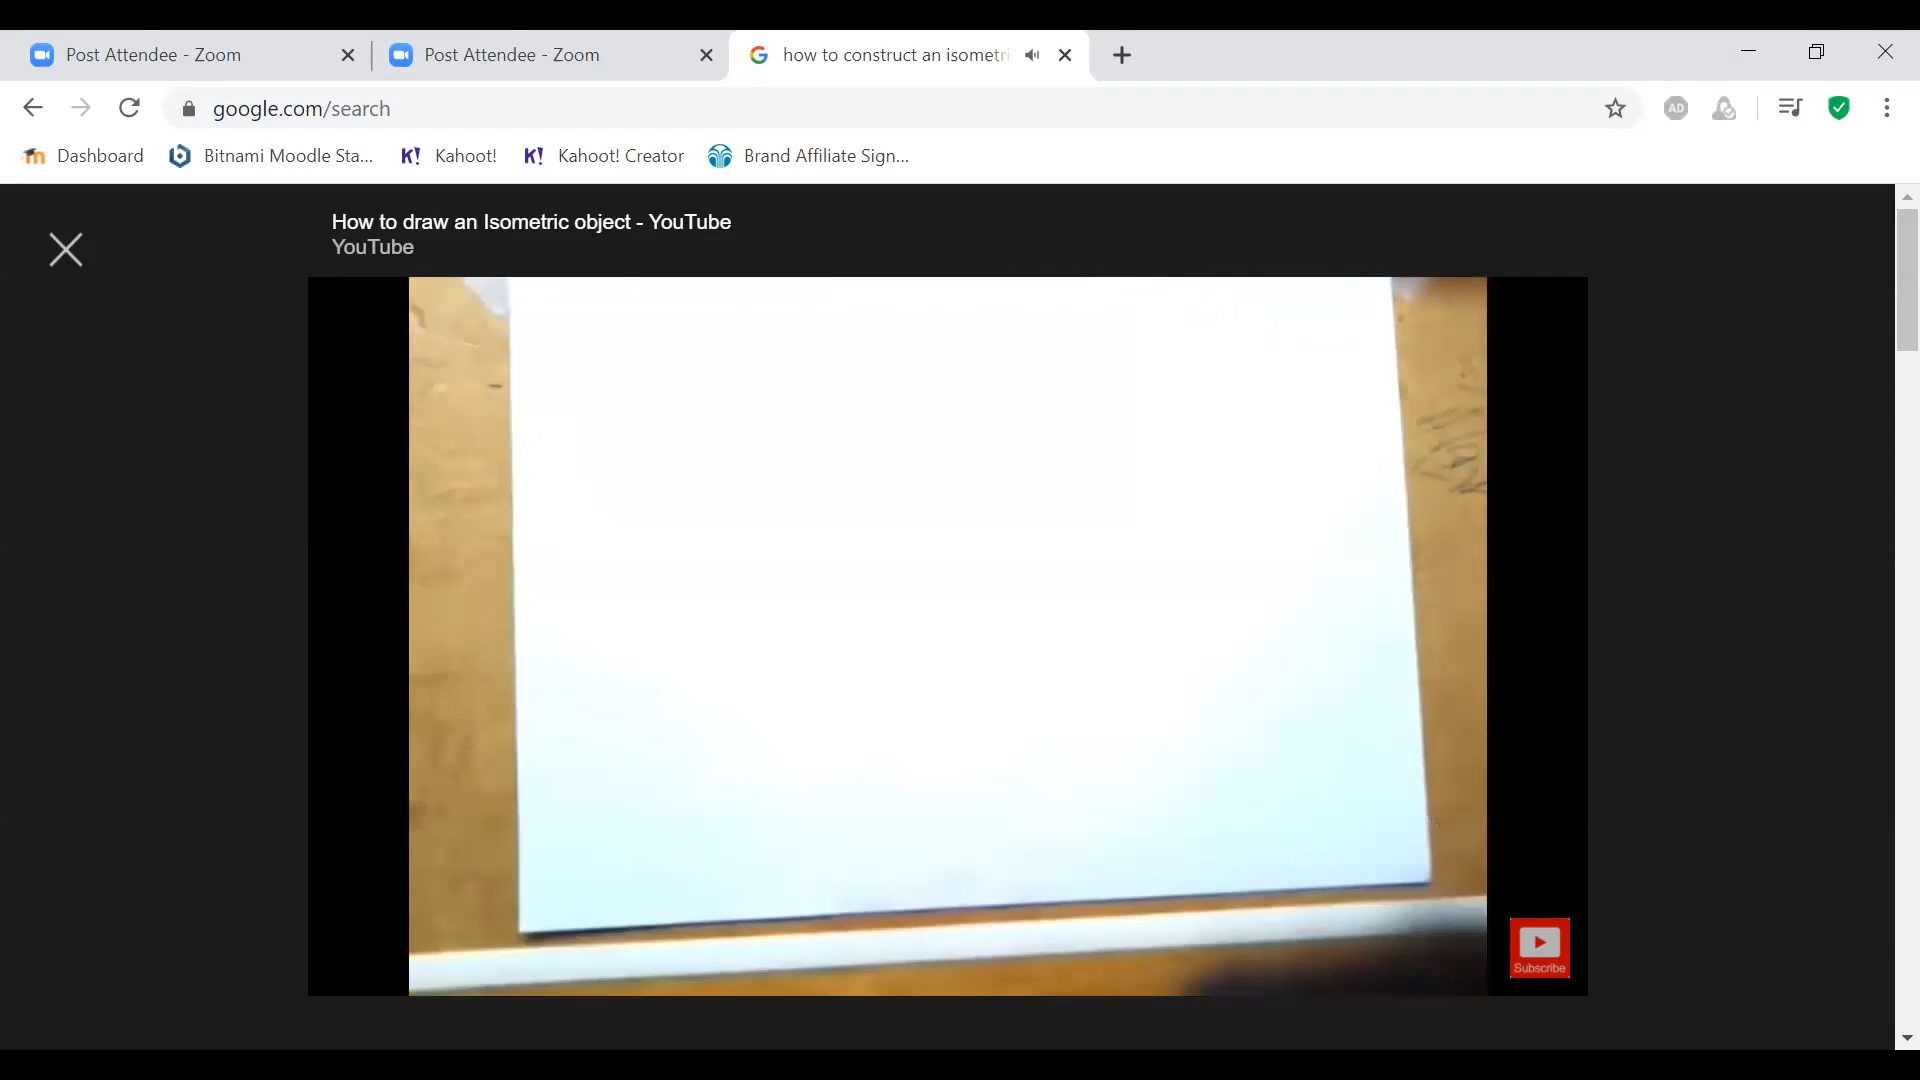 Post Attendee - Zoom
Post Attendee - Zoom
how to construct an isometri
google.com/search
AD
Dashboard
Bitnami Moodle Sta...
K! Kahoot!
K! Kahoot! Creator
Brand Affiliate Sign...
How to draw an Isometric object - YouTube
YouTube
Subscribe